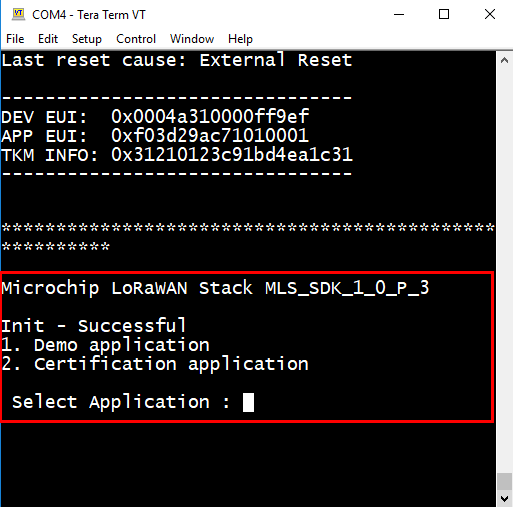 COM4 - Tera Term VT
File Edit Setup Control Window Help
Last reset cause: External Reset
--------------------------------
DEV EUI: 0x0004a310000ff9ef
APP EUI: 0xf03d29ac71010001
TKM INFO: 0x31210123c91bd4ea1c31
--------------------------------
*********************************************
**********
Microchip LoRaWAN Stack MLS_SDK_1_0_P_3
Init - Successful
1. Demo application
2. Certification application
Select Application :